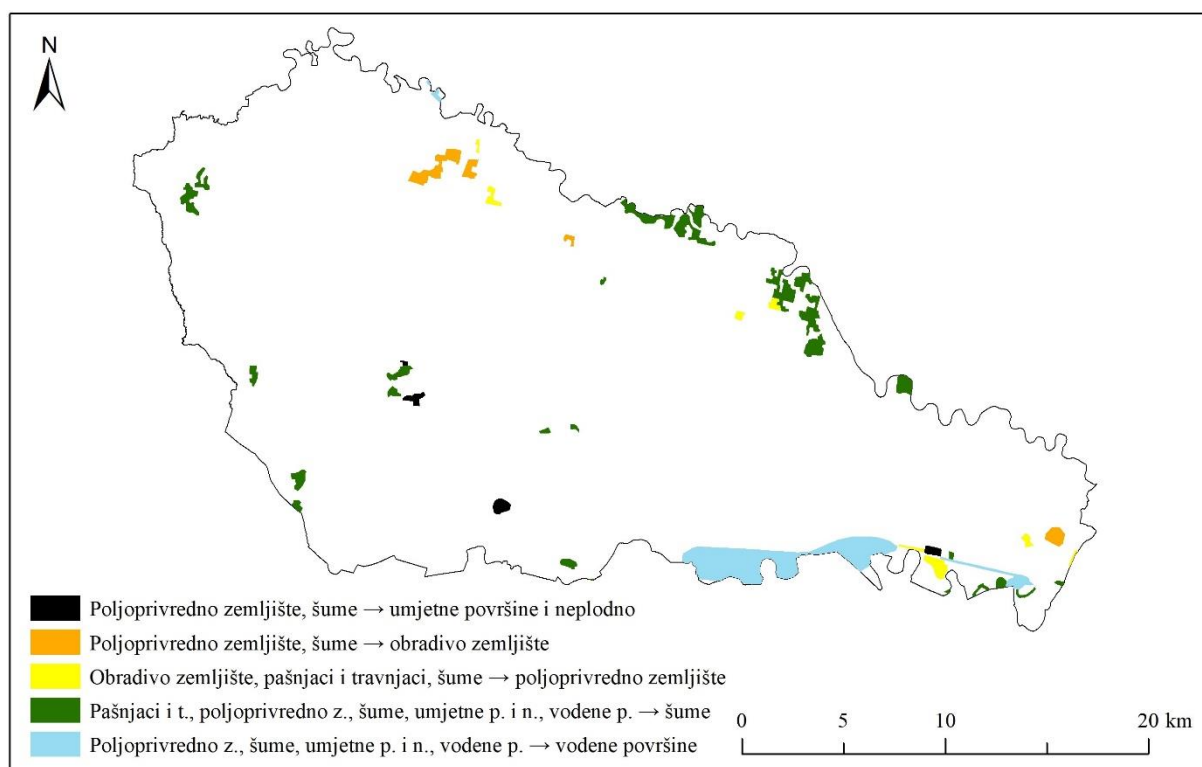 N
Poljoprivredno zemljište, šume → umjetne površine i neplodno
Poljoprivredno zemljište, šume → obradivo zemljište
Obradivo zemljište, pašnjaci i travnjaci, šume → poljoprivredno zemljište
Pašnjaci i t., poljoprivredno z., šume, umjetne p. i n., vodene p. → šume
Poljoprivredno z., šume, umjetne p. i n., vodene p. → vodene površine
0 5 10 20 km